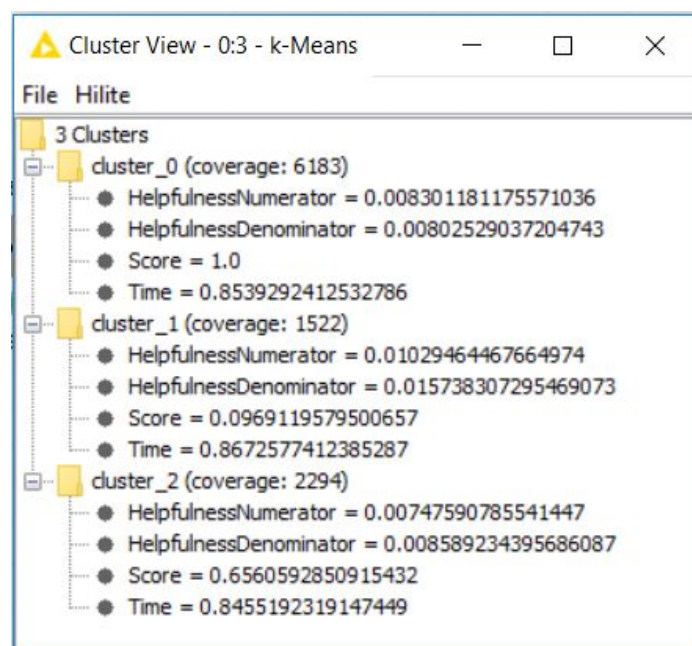 Cluster View - 0:3 - k-Means
File Hilite
3 Clusters
cluster_0 (coverage: 6183)
HelpfulnessNumerator = 0.008301181175571036
HelpfulnessDenominator = 0.00802529037204743
Score = 1.0
Time = 0.8539292412532786
cluster_1 (coverage: 1522)
HelpfulnessNumerator = 0.01029464467664974
HelpfulnessDenominator = 0.015738307295469073
Score = 0.0969119579500657
Time = 0.8672577412385287
cluster_2 (coverage: 2294)
HelpfulnessNumerator = 0.00747590785541447
HelpfulnessDenominator = 0.008589234395686087
Score = 0.6560592850915432
Time = 0.8455192319147449